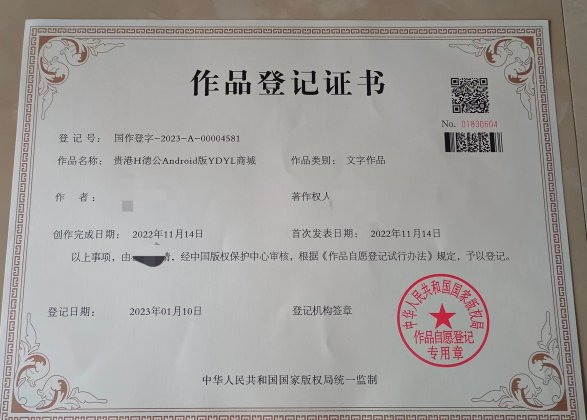 作品登记证书
No. 01830604
登记号： 国作登字-2023-A-00004581
作品名称： 贵港H德公Android版YDYL商城 作品类别： 文字作品
作者： 著作权人
创作完成日期： 2022年11月14日 首次发表日期： 2022年11月14日
以上事项，由 请，经中国版权保护中心审核，根据《作品自愿登记试行办法》规定，予以登记。
登记日期： 2023年01月10日 登记机构签章
中华人民共和国国家版权局
作品自愿登记
专用章
中华人民共和国国家版权局统一监制